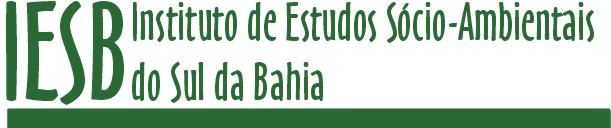 IESB Instituto de Estudos Sócio-Ambientais
do Sul da Bahia